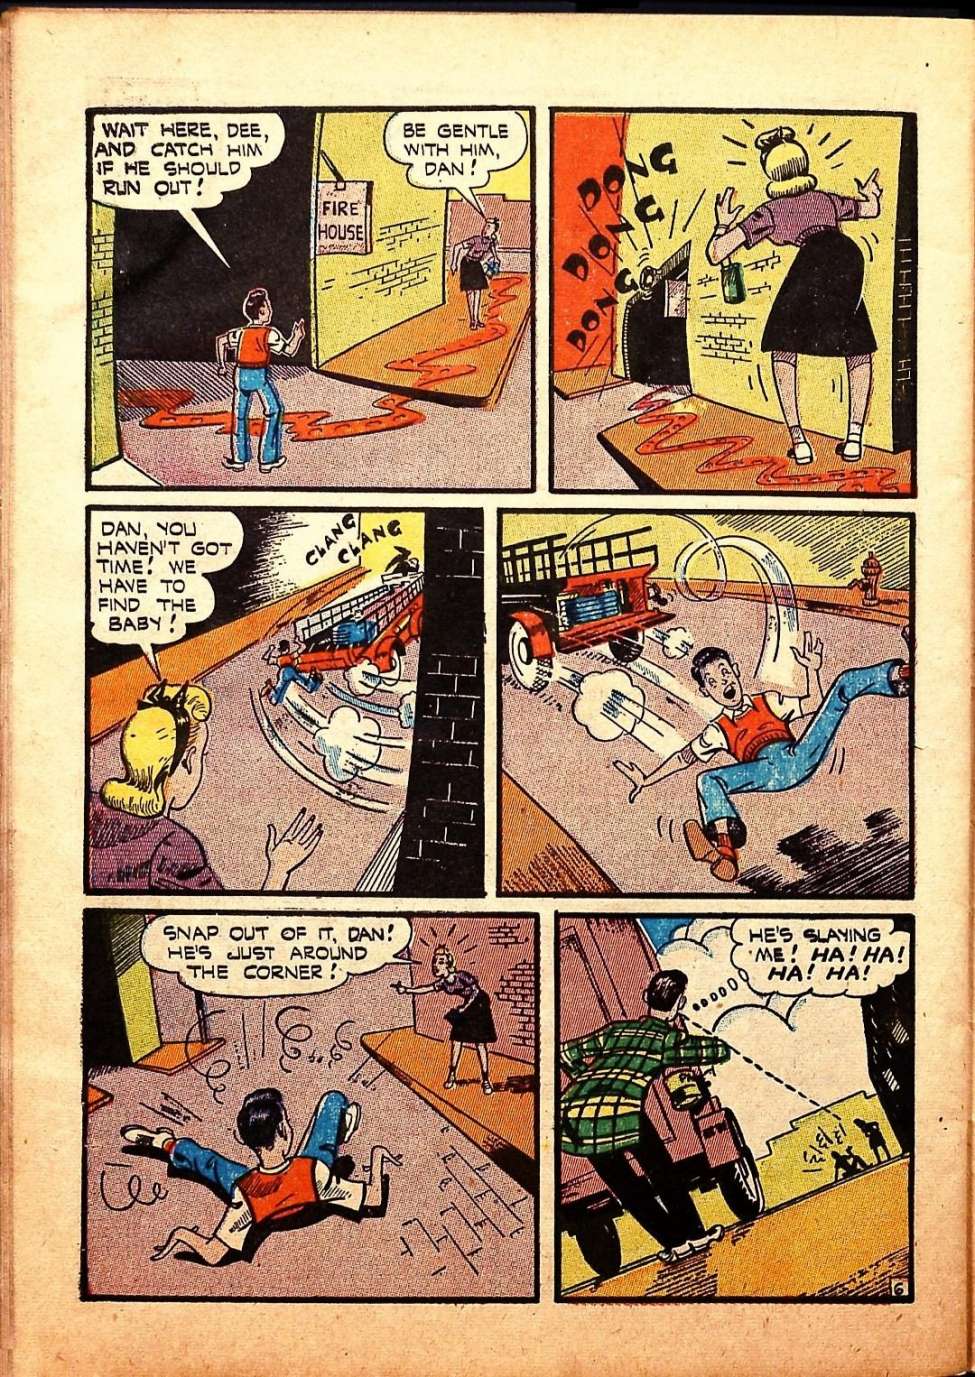 WAIT HERE, DEE,
AND CATCH HIM
IF HE SHOULD
RUN OUT!
BE GENTLE
WITH HIM,
DAN!
FIRE
HOUSE
DONG
DONG
DONG
DAN, YOU
HAVEN'T GOT
TIME! WE
HAVE TO
FIND THE
BABY!
CLANG
CLANG
SNAP OUT OF IT, DAN!
HE'S JUST AROUND
THE CORNER!
HE'S SLAYING
ME! HA! HA!
HA! HA!
6